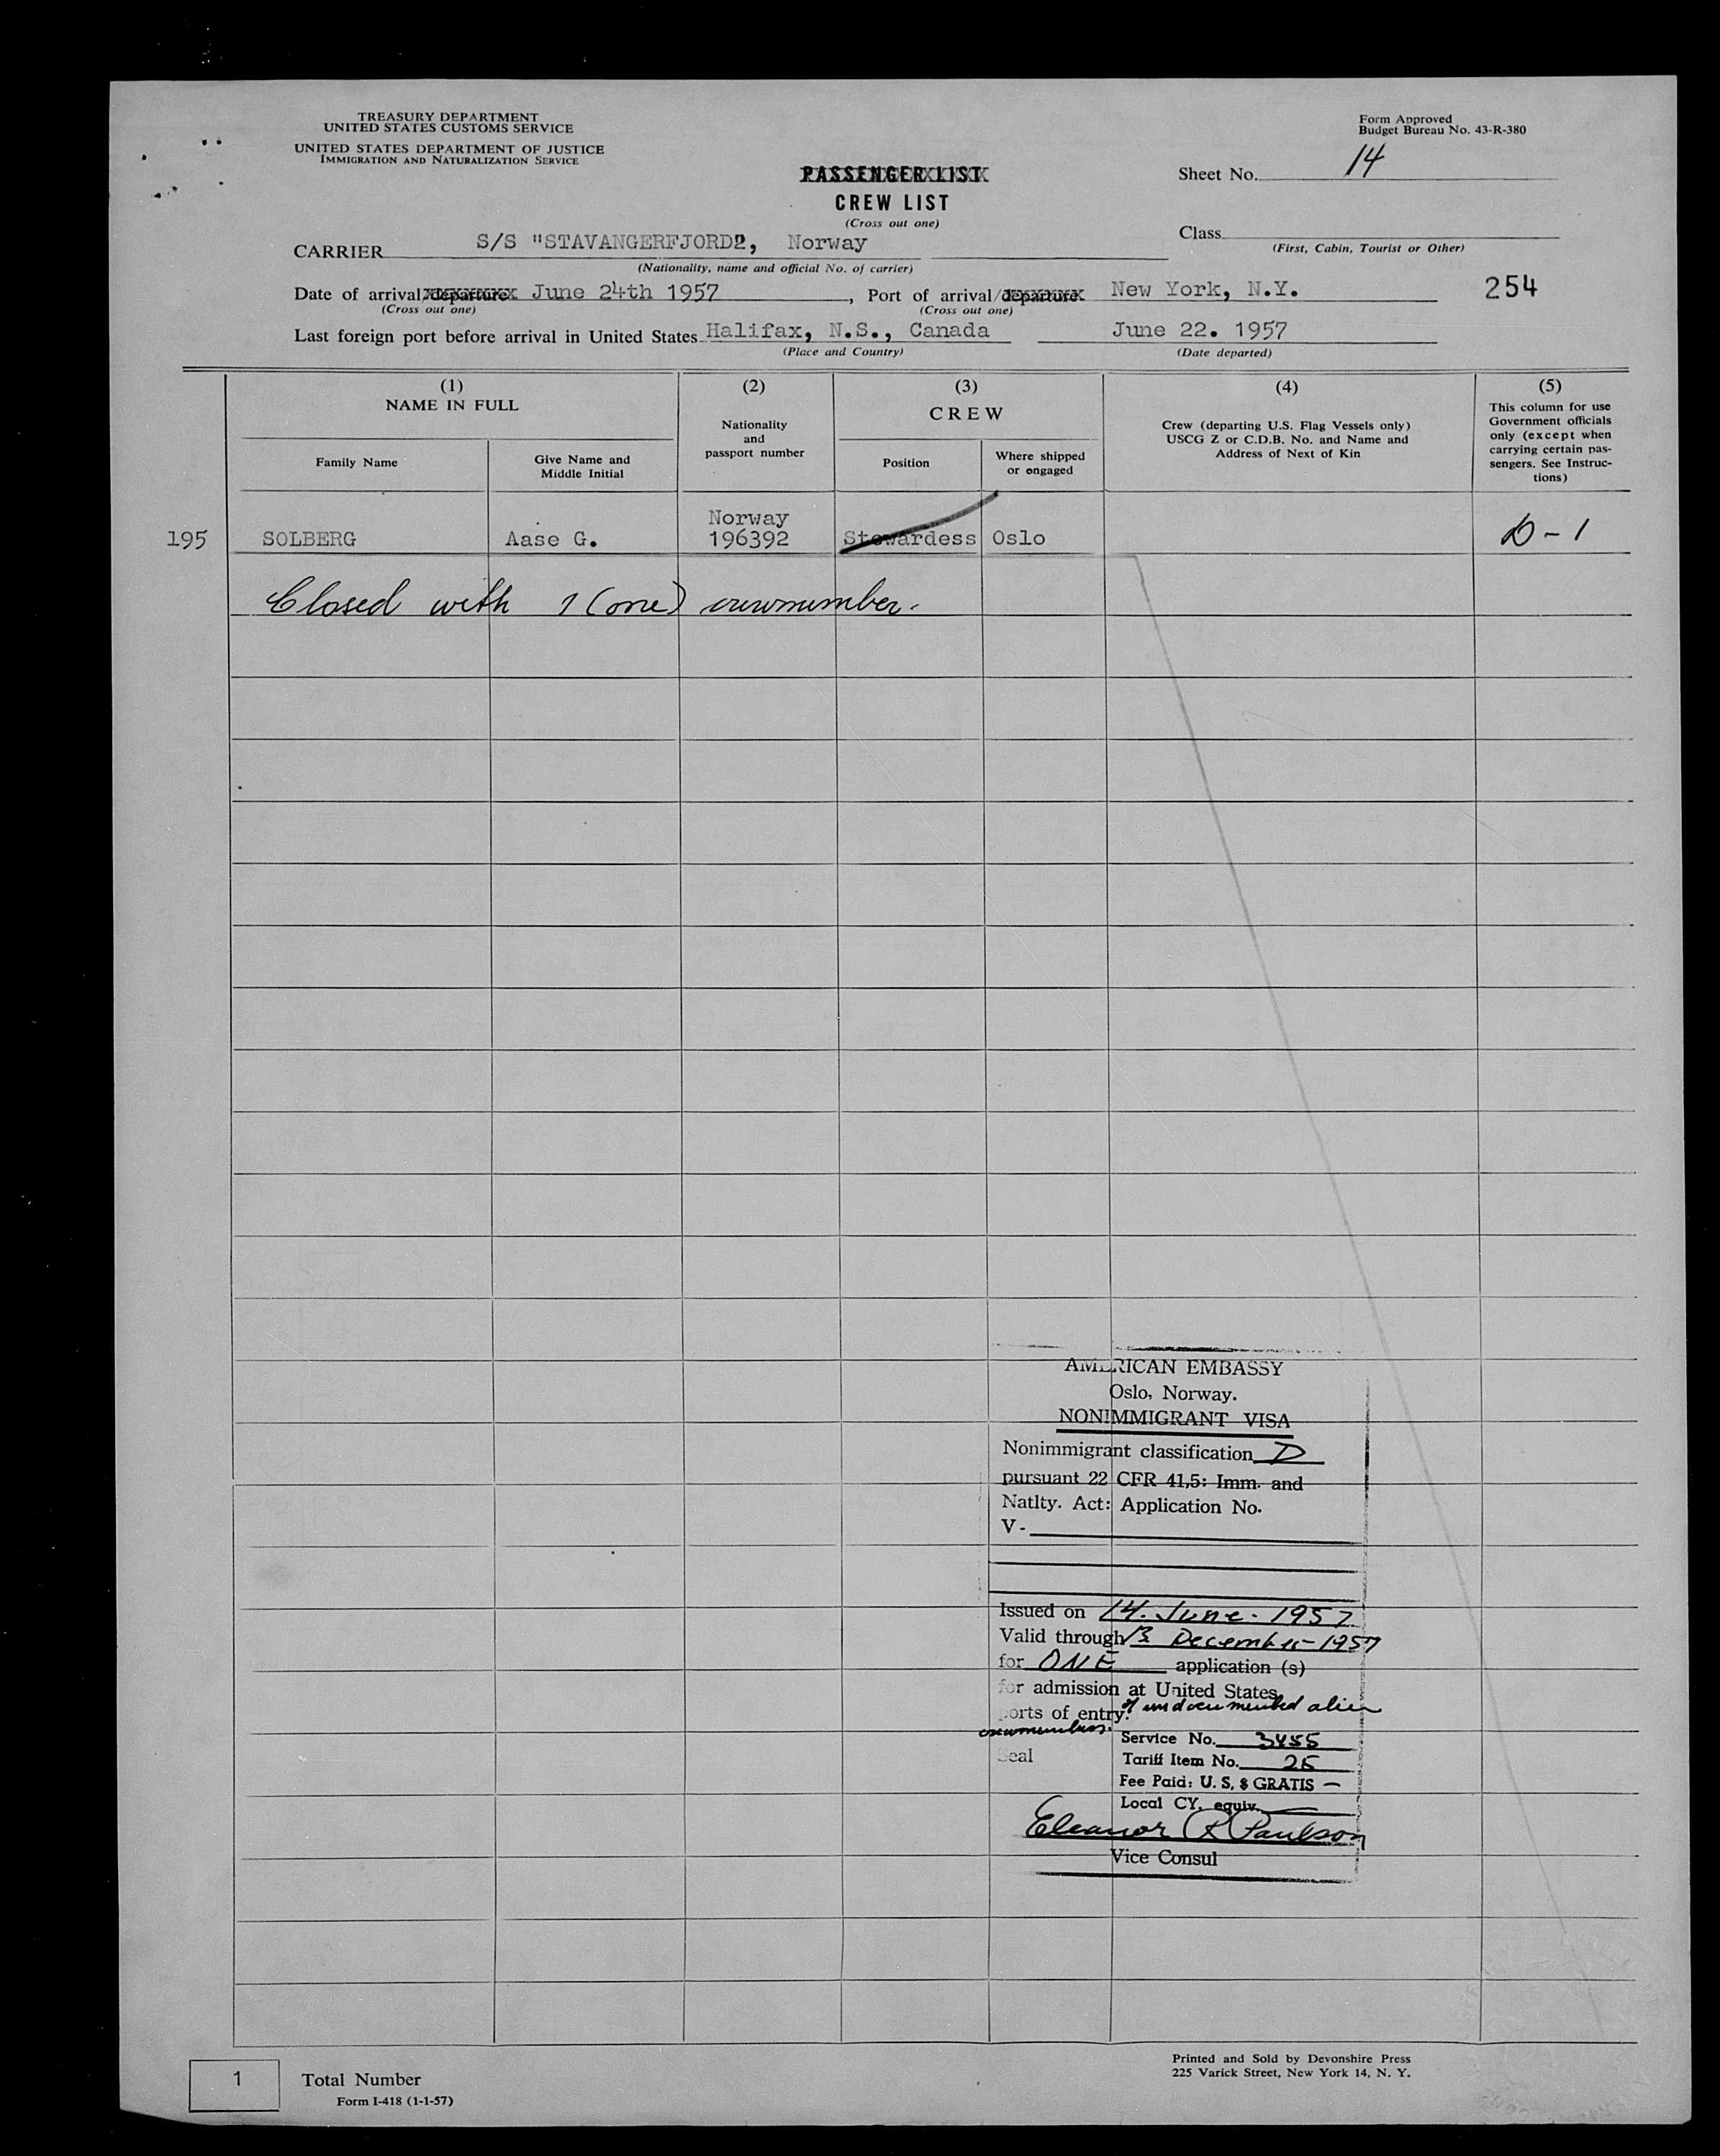 TREASURY DEPARTMENT
UNITED STATES CUSTOMS SERVICE
UNITED STATES DEPARTMENT OF JUSTICE
IMMIGRATION AND NATURALIZATION SERVICE
Form Approved
Budget Bureau No. 43-R-380
PASSENGER LIST
CREW LIST
(Cross out one)
Sheet No. 14
CARRIER S/S "STAVANGERFJORD2, Norway
(Nationality, name and official No. of carrier)
Class
(First, Cabin, Tourist or Other)
Date of arrival/departure June 24th 1957, Port of arrival/departure New York, N.Y.
254
(Cross out one) (Cross out one)
Last foreign port before arrival in United States Halifax, N.S., Canada June 22. 1957
(Place and Country) (Date departed)
(1) (2) (3) (4) (5)
NAME IN FULL
Family Name
Give Name and
Middle Initial
Nationality
and
passport number
CREW
Position
Where shipped
or engaged
Crew (departing U.S. Flag Vessels only)
USCG Z or C.D.B. No. and Name and
Address of Next of Kin
This column for use
Government officials
only (except when
carrying certain pas-
sengers. See Instruc-
tions)
Norway
195 SOLBERG Aase G. 196392 Stewardess Oslo D-1
Closed with 1 (one) crewmember.
AMERICAN EMBASSY
Oslo, Norway.
NONIMMIGRANT VISA
Nonimmigrant classification D
pursuant 22 CFR 41,5: Imm. and
Natlty. Act: Application No.
V-
Issued on 14. June. 1957
Valid through 13 December 1957
for ONE application (s)
for admission at United States
ports of entry. of undocumented alien
crewmembers.
Service No. 3455
Seal
Tariff Item No. 25
Fee Paid: U. S. $ GRATIS —
Local CY. equiv.
Eleanor R Paulson
Vice Consul
1
Total Number
Form I-418 (1-1-57)
Printed and Sold by Devonshire Press
225 Varick Street, New York 14, N. Y.